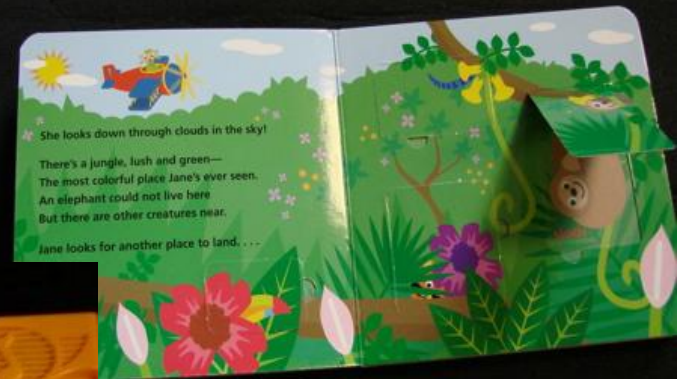 She looks down through clouds in the sky!
There's a jungle, lush and green—
The most colorful place Jane's ever seen.
An elephant could not live here
But there are other creatures near.
Jane looks for another place to land. . . .